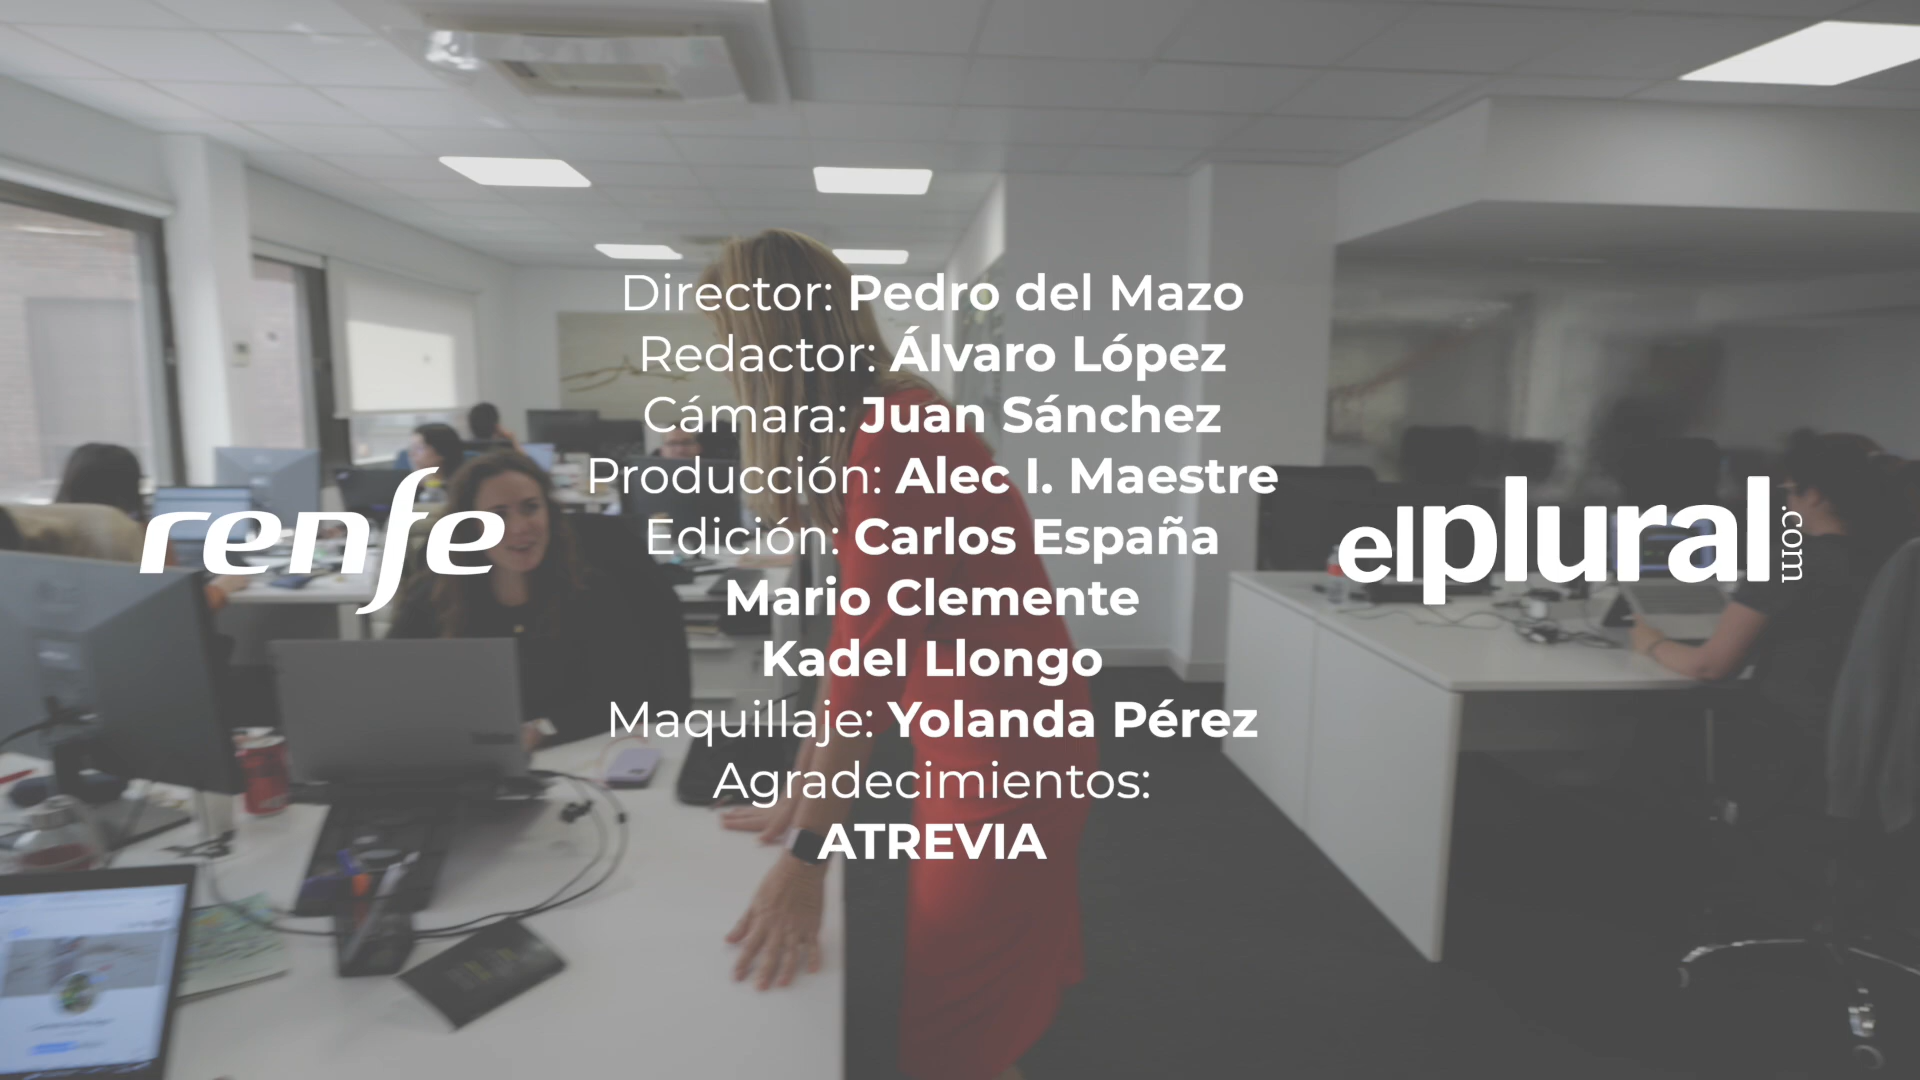 Director: Pedro del Mazo
Redactor: Álvaro López
Cámara: Juan Sánchez
Producción: Alec I. Maestre
Edición: Carlos España
Mario Clemente
Kadel Llongo
Maquillaje: Yolanda Pérez
Agradecimientos:
ATREVIA
renfe
elplural.com